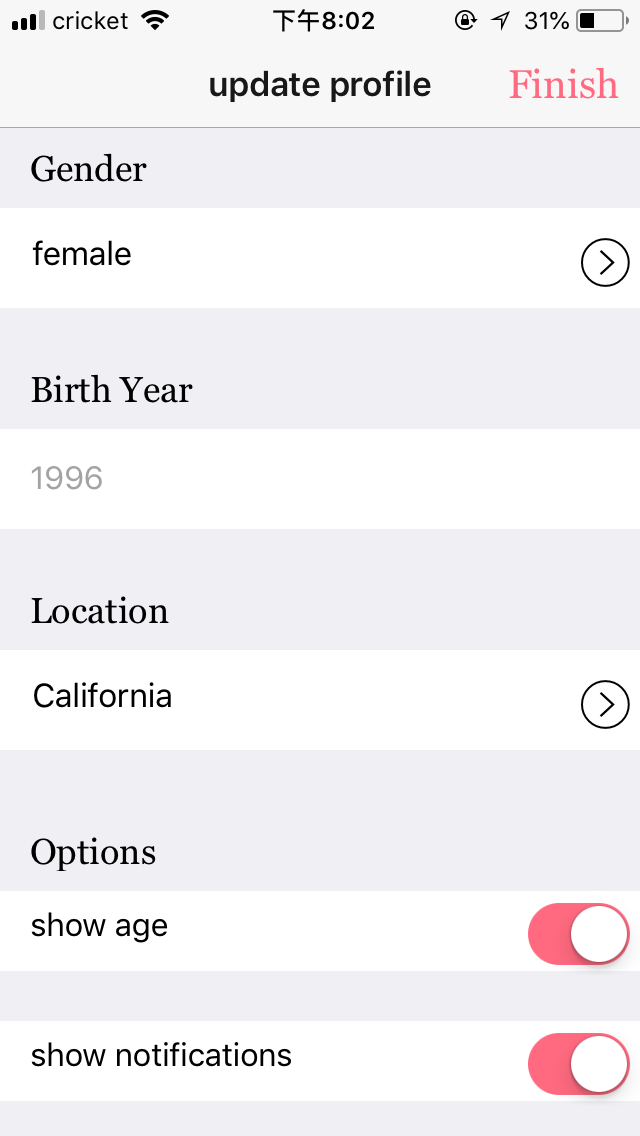 cricket 下午8:02 31%
update profile Finish
Gender
female
Birth Year
1996
Location
California
Options
show age
show notifications